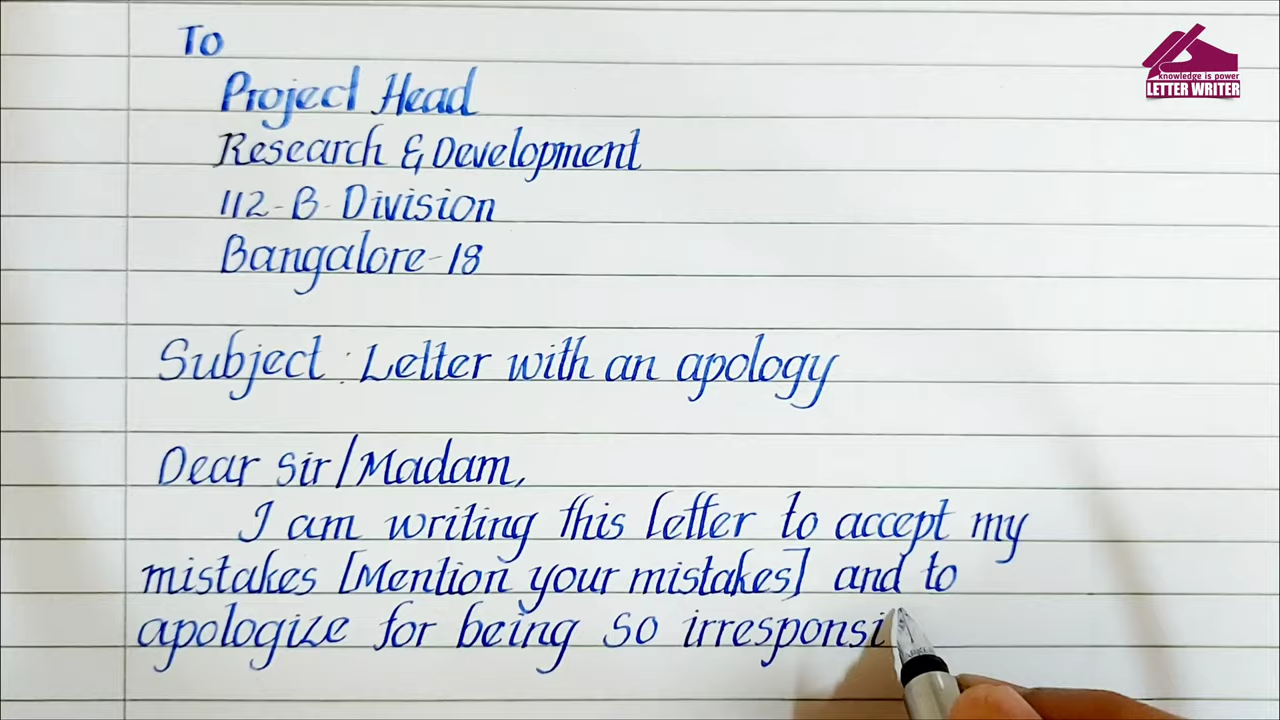 To
Project Head
Research & Development
112-B-Division
Bangalore-18
Subject : Letter with an apology
Dear Sir/Madam,
I am writing this letter to accept my
mistakes [Mention your mistakes] and to
apologize for being so irresponsi
knowledge is power
LETTER WRITER